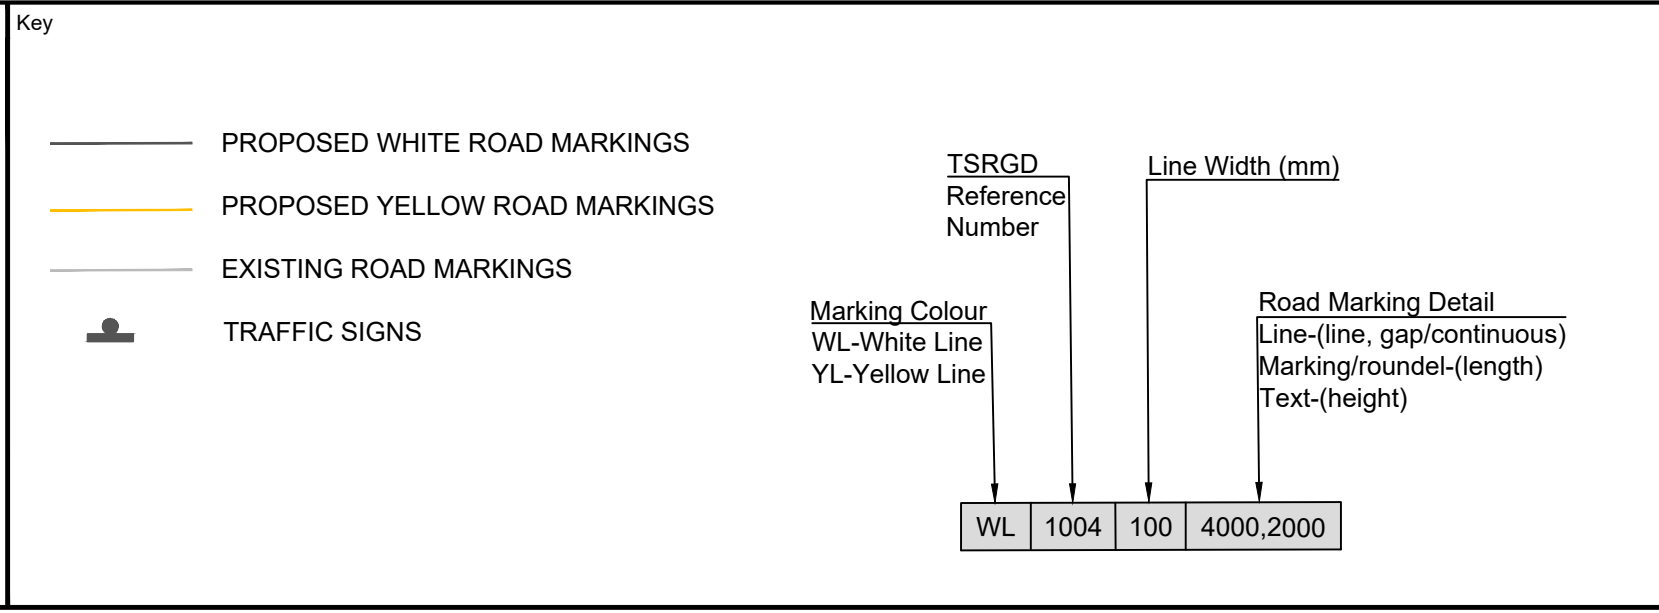 Key
PROPOSED WHITE ROAD MARKINGS
PROPOSED YELLOW ROAD MARKINGS
EXISTING ROAD MARKINGS
TRAFFIC SIGNS
TSRGD
Reference
Number
Line Width (mm)
Marking Colour
WL-White Line
YL-Yellow Line
Road Marking Detail
Line-(line, gap/continuous)
Marking/roundel-(length)
Text-(height)
WL 1004 100 4000,2000